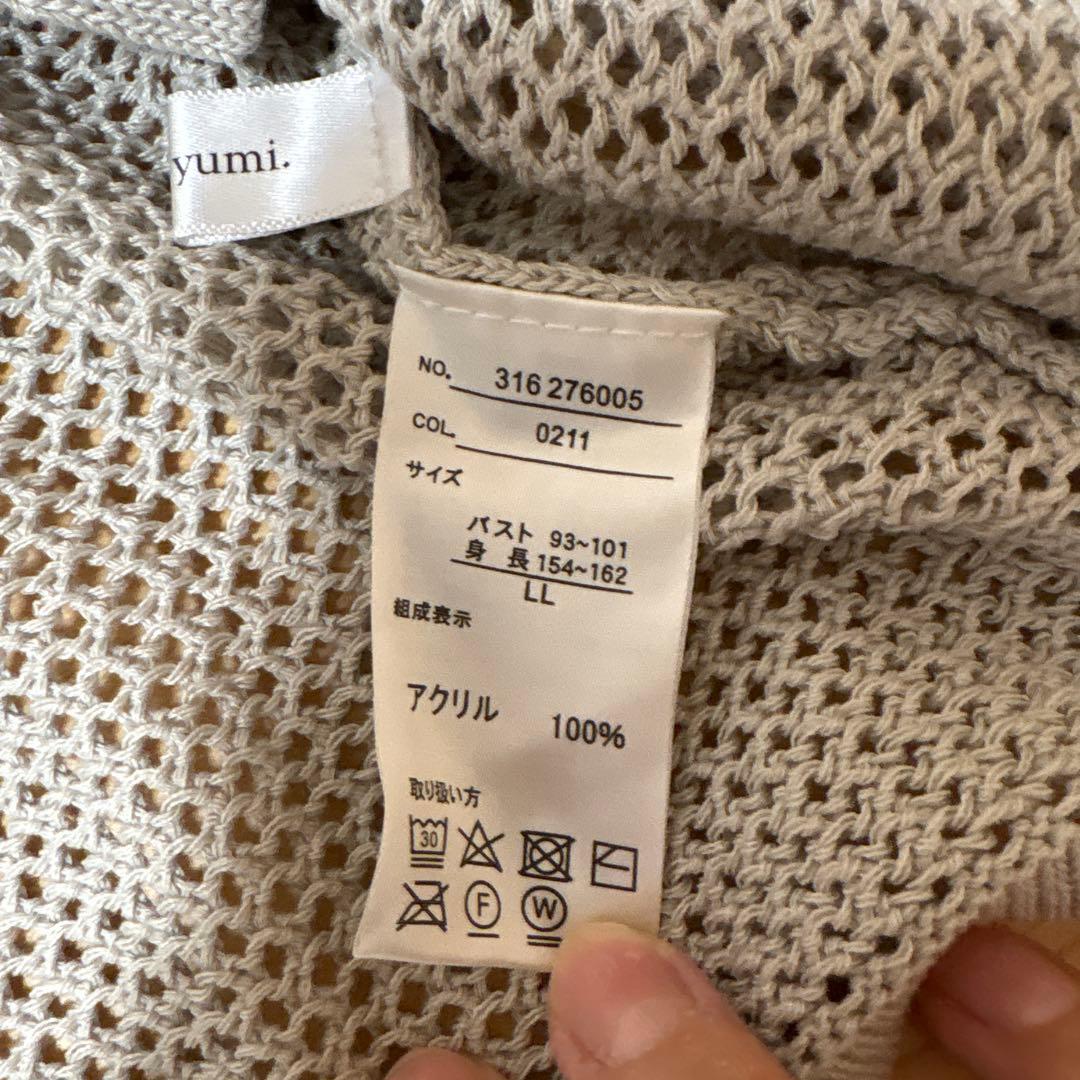 yumi.
NO. 316 276005
COL. 0211
サイズ
バスト 93~101
身 長 154~162
LL
組成表示
アクリル 100%
取り扱い方
30
F
W